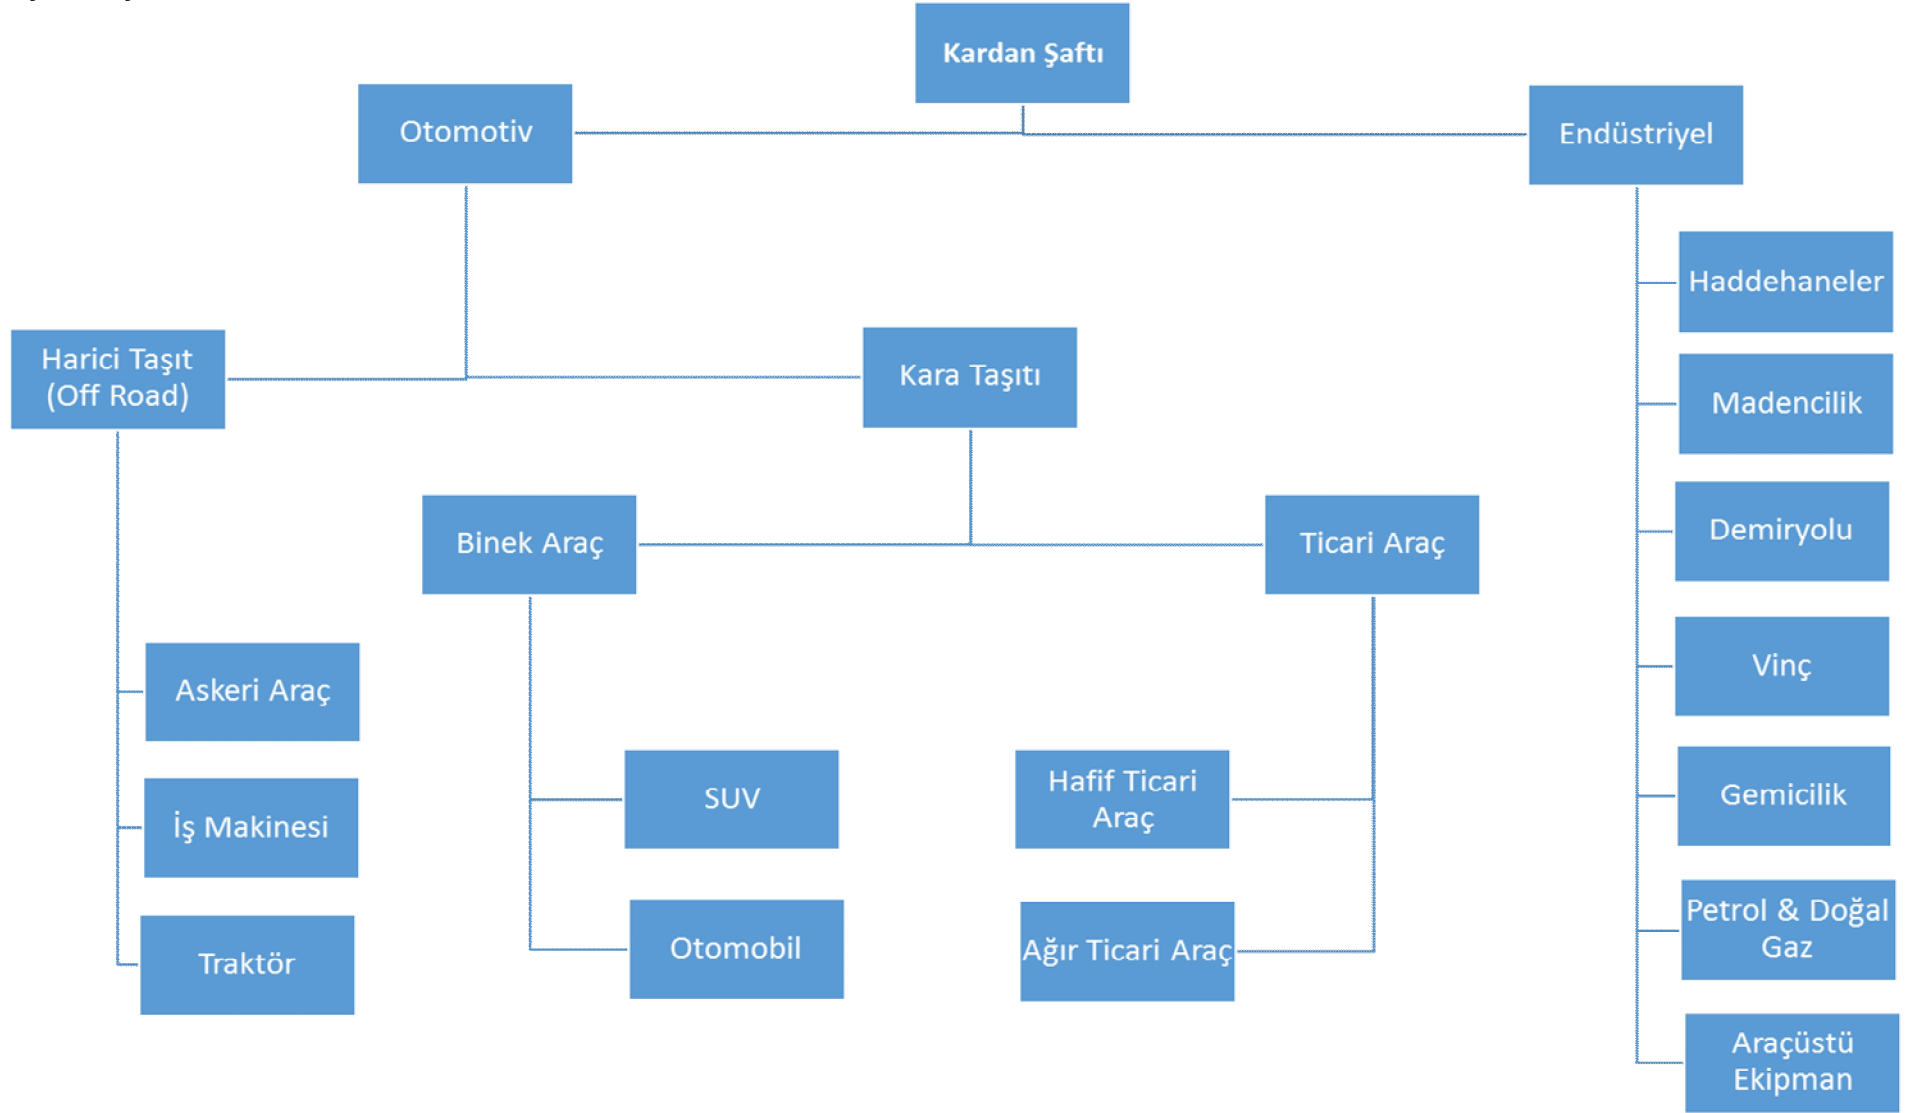 Kardan Şaftı
Otomotiv
Endüstriyel
Harici Taşıt
(Off Road)
Kara Taşıtı
Binek Araç
Ticari Araç
Askeri Araç
İş Makinesi
Traktör
SUV
Otomobil
Hafif Ticari
Araç
Ağır Ticari Araç
Haddehaneler
Madencilik
Demiryolu
Vinç
Gemicilik
Petrol & Doğal
Gaz
Araçüstü
Ekipman